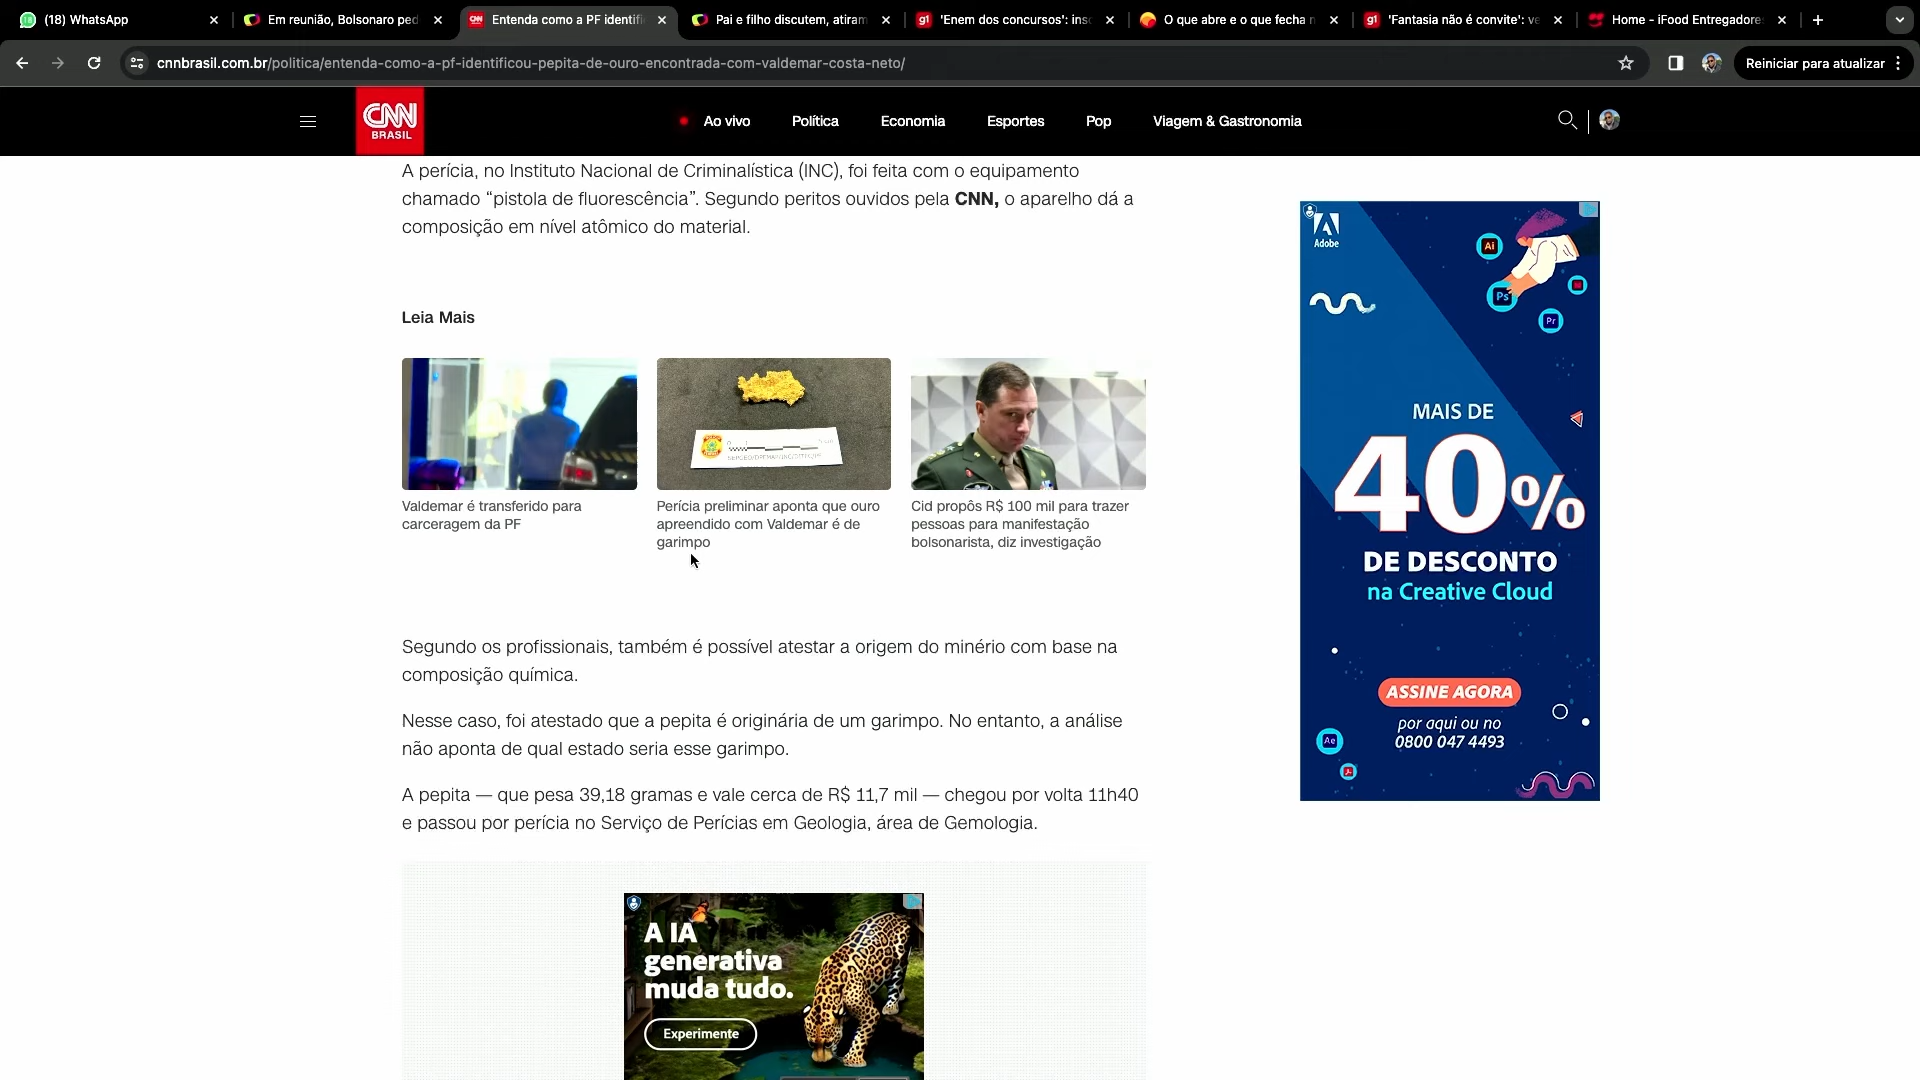 (18) WhatsApp
Em reunião, Bolsonaro ped
Entenda como a PF identifi
Pai e filho discutem, atiram
'Enem dos concursos': insc
O que abre e o que fecha n
'Fantasia não é convite': ve
Home - iFood Entregadore
cnnbrasil.com.br/politica/entenda-como-a-pf-identificou-pepita-de-ouro-encontrada-com-valdemar-costa-neto/
Reiniciar para atualizar
CNN
BRASIL
Ao vivo
Política
Economia
Esportes
Pop
Viagem & Gastronomia
A perícia, no Instituto Nacional de Criminalística (INC), foi feita com o equipamento
chamado “pistola de fluorescência”. Segundo peritos ouvidos pela CNN, o aparelho dá a
composição em nível atômico do material.
Leia Mais
Valdemar é transferido para
carceragem da PF
Perícia preliminar aponta que ouro
apreendido com Valdemar é de
garimpo
Cid propôs R$ 100 mil para trazer
pessoas para manifestação
bolsonarista, diz investigação
Segundo os profissionais, também é possível atestar a origem do minério com base na
composição química.
Nesse caso, foi atestado que a pepita é originária de um garimpo. No entanto, a análise
não aponta de qual estado seria esse garimpo.
A pepita — que pesa 39,18 gramas e vale cerca de R$ 11,7 mil — chegou por volta 11h40
e passou por perícia no Serviço de Perícias em Geologia, área de Gemologia.
A IA
generativa
muda tudo.
Experimente
Adobe
Ai
Ps
Pr
MAIS DE
40%
DE DESCONTO
na Creative Cloud
ASSINE AGORA
por aqui ou no
0800 047 4493
Ae